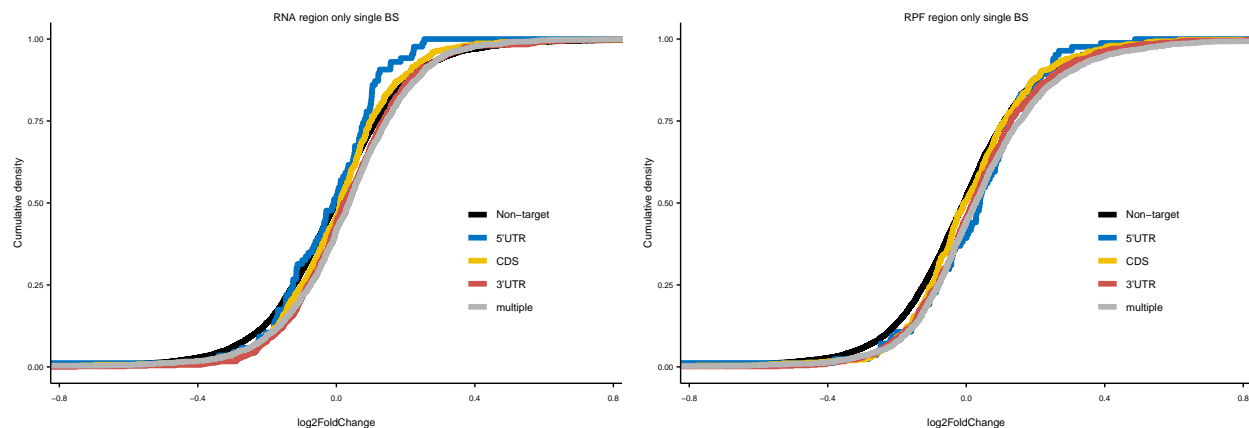 RNA region only single BS
1.00
0.75
0.50
0.25
0.00
Cumulative density
Non-target
5'UTR
CDS
3'UTR
multiple
−0.8
−0.4
0.0
0.4
0.8
log2FoldChange
RPF region only single BS
1.00
0.75
0.50
0.25
0.00
Cumulative density
Non-target
5'UTR
CDS
3'UTR
multiple
−0.8
−0.4
0.0
0.4
0.8
log2FoldChange